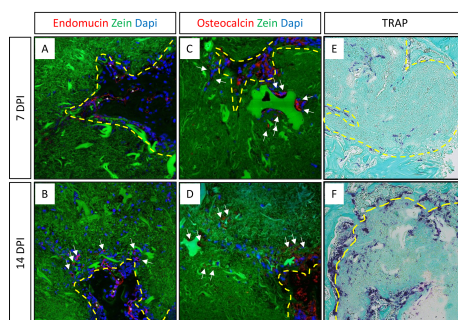 Endomucin Zein Dapi
Osteocalcin Zein Dapi
TRAP
7 DPI
A
C
E
14 DPI
B
D
F